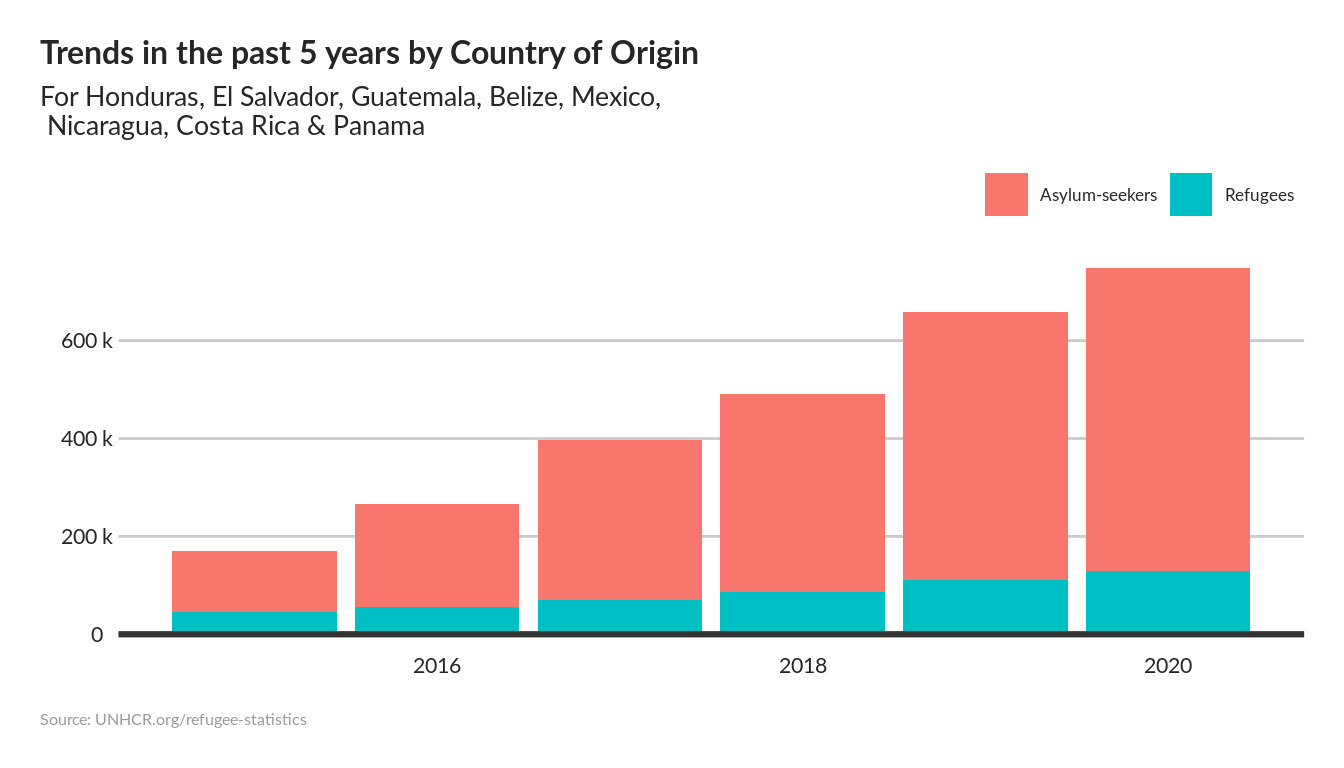 Trends in the past 5 years by Country of Origin
For Honduras, El Salvador, Guatemala, Belize, Mexico,
Nicaragua, Costa Rica & Panama
Asylum-seekers Refugees
600 k
400 k
200 k
0
2016 2018 2020
Source: UNHCR.org/refugee-statistics